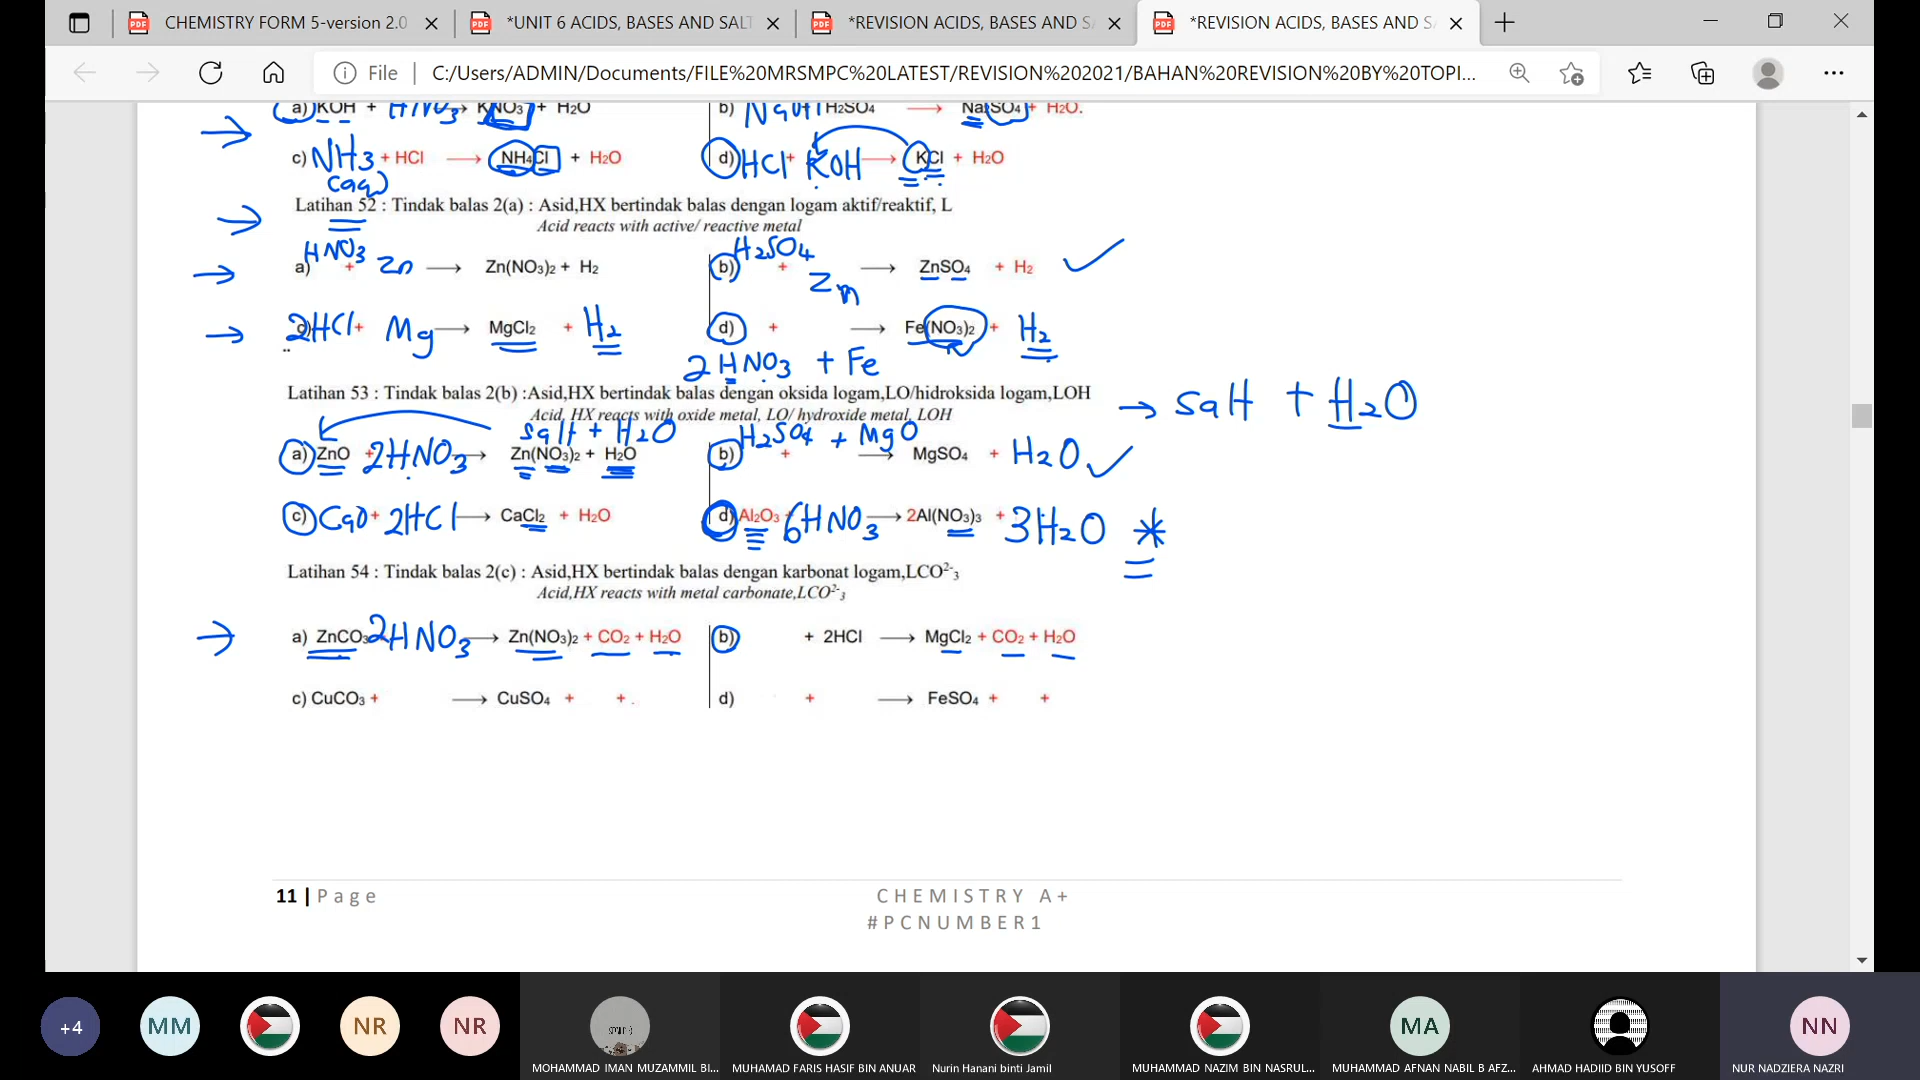 CHEMISTRY FORM 5-version 2.0
*UNIT 6 ACIDS, BASES AND SALT
*REVISION ACIDS, BASES AND SA
*REVISION ACIDS, BASES AND SA
File | C:/Users/ADMIN/Documents/FILE%20MRSMPC%20LATEST/REVISION%202021/BAHAN%20REVISION%20BY%20TOPI...
a) KOH + HNO3 → KNO3 + H2O
b) NaOH + H2SO4 → Na2SO4 + H2O.
c) NH3 + HCl → NH4Cl + H2O
(aq)
d) HCl + KOH → KCl + H2O
Latihan 52 : Tindak balas 2(a) : Asid,HX bertindak balas dengan logam aktif/reaktif, L
Acid reacts with active/ reactive metal
a) HNO3 + Zn → Zn(NO3)2 + H2
b) H2SO4 + Zn → ZnSO4 + H2
c) 2HCl + Mg → MgCl2 + H2
d) + → Fe(NO3)2 + H2
2HNO3 + Fe
Latihan 53 : Tindak balas 2(b) :Asid,HX bertindak balas dengan oksida logam,LO/hidroksida logam,LOH
→ salt + H2O
Acid, HX reacts with oxide metal, LO/ hydroxide metal, LOH
salt + H2O
a) ZnO + 2HNO3 → Zn(NO3)2 + H2O
H2SO4 + MgO
b) + → MgSO4 + H2O
c) CaO + 2HCl → CaCl2 + H2O
d) Al2O3 + 6HNO3 → 2Al(NO3)3 + 3H2O *
Latihan 54 : Tindak balas 2(c) : Asid,HX bertindak balas dengan karbonat logam,LCO²⁻3
Acid,HX reacts with metal carbonate,LCO²⁻3
a) ZnCO3 2HNO3 → Zn(NO3)2 + CO2 + H2O
b) + 2HCl → MgCl2 + CO2 + H2O
c) CuCO3 + → CuSO4 + + .
d) + → FeSO4 + +
11 | Page
CHEMISTRY A+
#PCNUMBER1
+4
MM
NR
NR
MA
NN
MOHAMMAD IMAN MUZAMMIL BI...
MUHAMAD FARIS HASIF BIN ANUAR
Nurin Hanani binti Jamil
MUHAMMAD NAZIM BIN NASRUL...
MUHAMMAD AFNAN NABIL B AFZ...
AHMAD HADIID BIN YUSOFF
NUR NADZIERA NAZRI